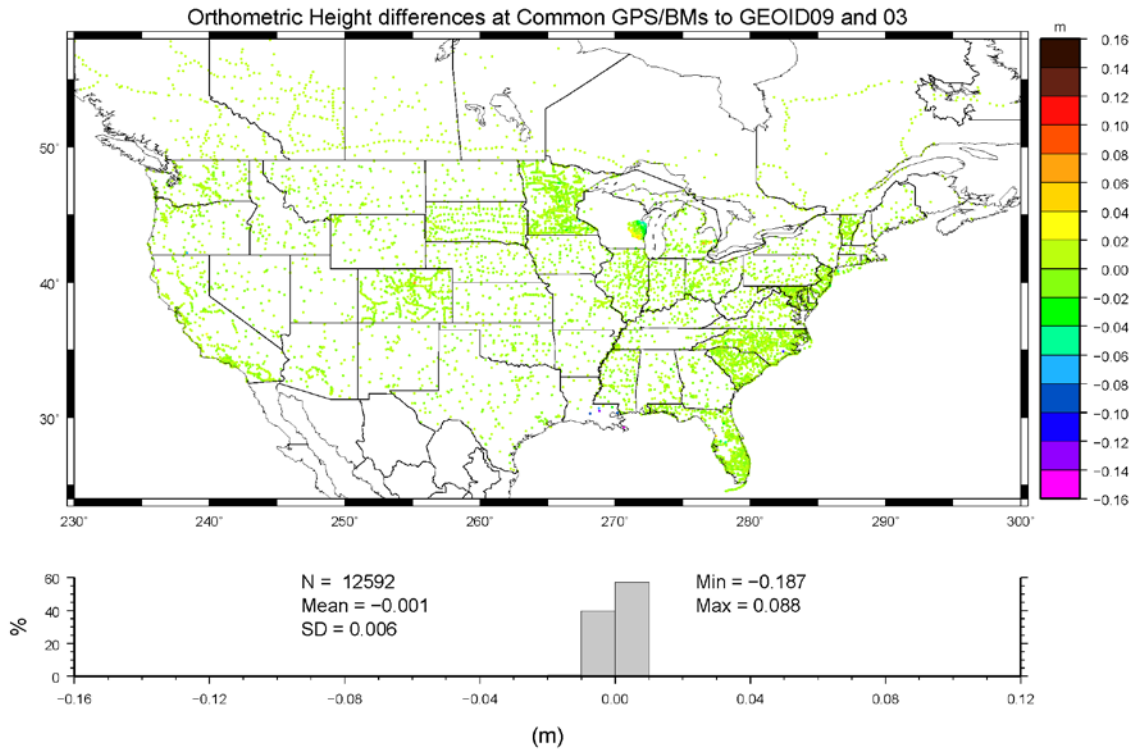 Orthometric Height differences at Common GPS/BMs to GEOID09 and 03
m
0.16
0.12
0.10
0.08
0.06
0.04
0.02
0.00
−0.02
−0.04
−0.06
−0.08
−0.10
−0.12
−0.14
−0.16
50˚
40˚
30˚
230˚ 240˚ 250˚ 260˚ 270˚ 280˚ 290˚ 300˚
60
40
20
0
%
N = 12592
Mean = −0.001
SD = 0.006
Min = −0.187
Max = 0.088
−0.16 −0.12 −0.08 −0.04 0.00 0.04 0.08 0.12
(m)